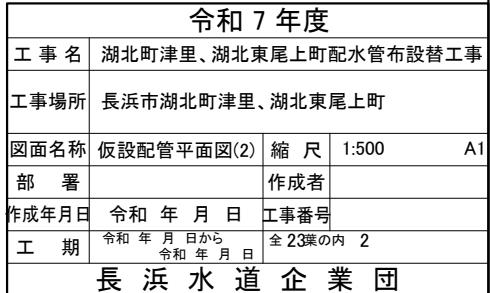 令和7年度
工事名 湖北町津里、湖北東尾上町配水管布設替工事
工事場所 長浜市湖北町津里、湖北東尾上町
図面名称 仮設配管平面図(2) 縮尺 1:500 A1
部署 作成者
作成年月日 令和 年 月 日 工事番号
工期 令和 年 月 日から 令和 年 月 日 全23葉の内 2
長浜水道企業団